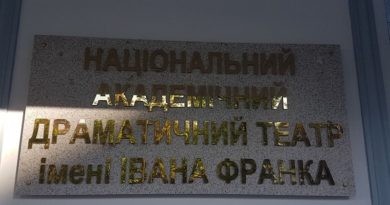 НАЦІОНАЛЬНИЙ
АКАДЕМІЧНИЙ
ДРАМАТИЧНИЙ ТЕАТР
імені ІВАНА ФРАНКА